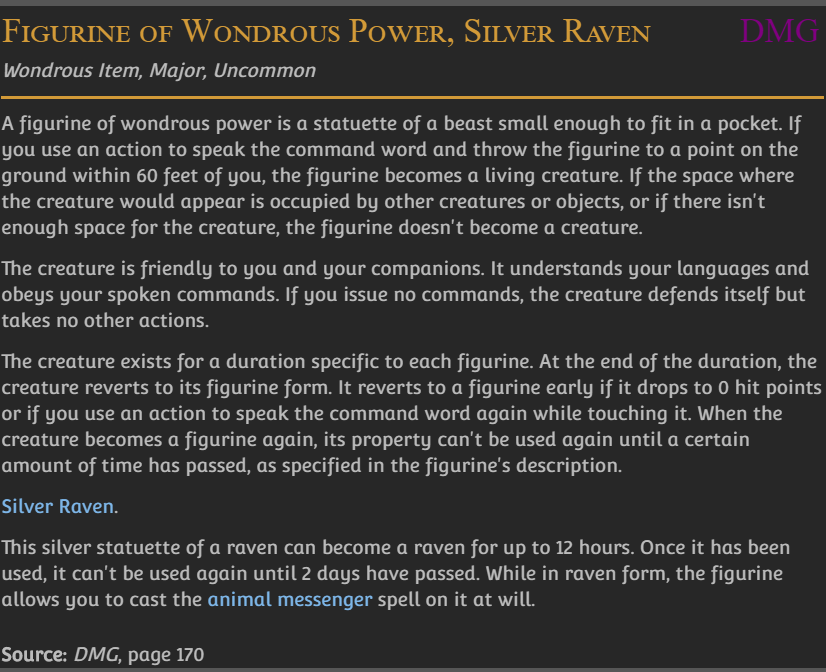 Figurine of Wondrous Power, Silver Raven DMG
Wondrous Item, Major, Uncommon
A figurine of wondrous power is a statuette of a beast small enough to fit in a pocket. If
you use an action to speak the command word and throw the figurine to a point on the
ground within 60 feet of you, the figurine becomes a living creature. If the space where
the creature would appear is occupied by other creatures or objects, or if there isn't
enough space for the creature, the figurine doesn't become a creature.
The creature is friendly to you and your companions. It understands your languages and
obeys your spoken commands. If you issue no commands, the creature defends itself but
takes no other actions.
The creature exists for a duration specific to each figurine. At the end of the duration, the
creature reverts to its figurine form. It reverts to a figurine early if it drops to 0 hit points
or if you use an action to speak the command word again while touching it. When the
creature becomes a figurine again, its property can't be used again until a certain
amount of time has passed, as specified in the figurine's description.
Silver Raven.
This silver statuette of a raven can become a raven for up to 12 hours. Once it has been
used, it can't be used again until 2 days have passed. While in raven form, the figurine
allows you to cast the animal messenger spell on it at will.
Source: DMG, page 170